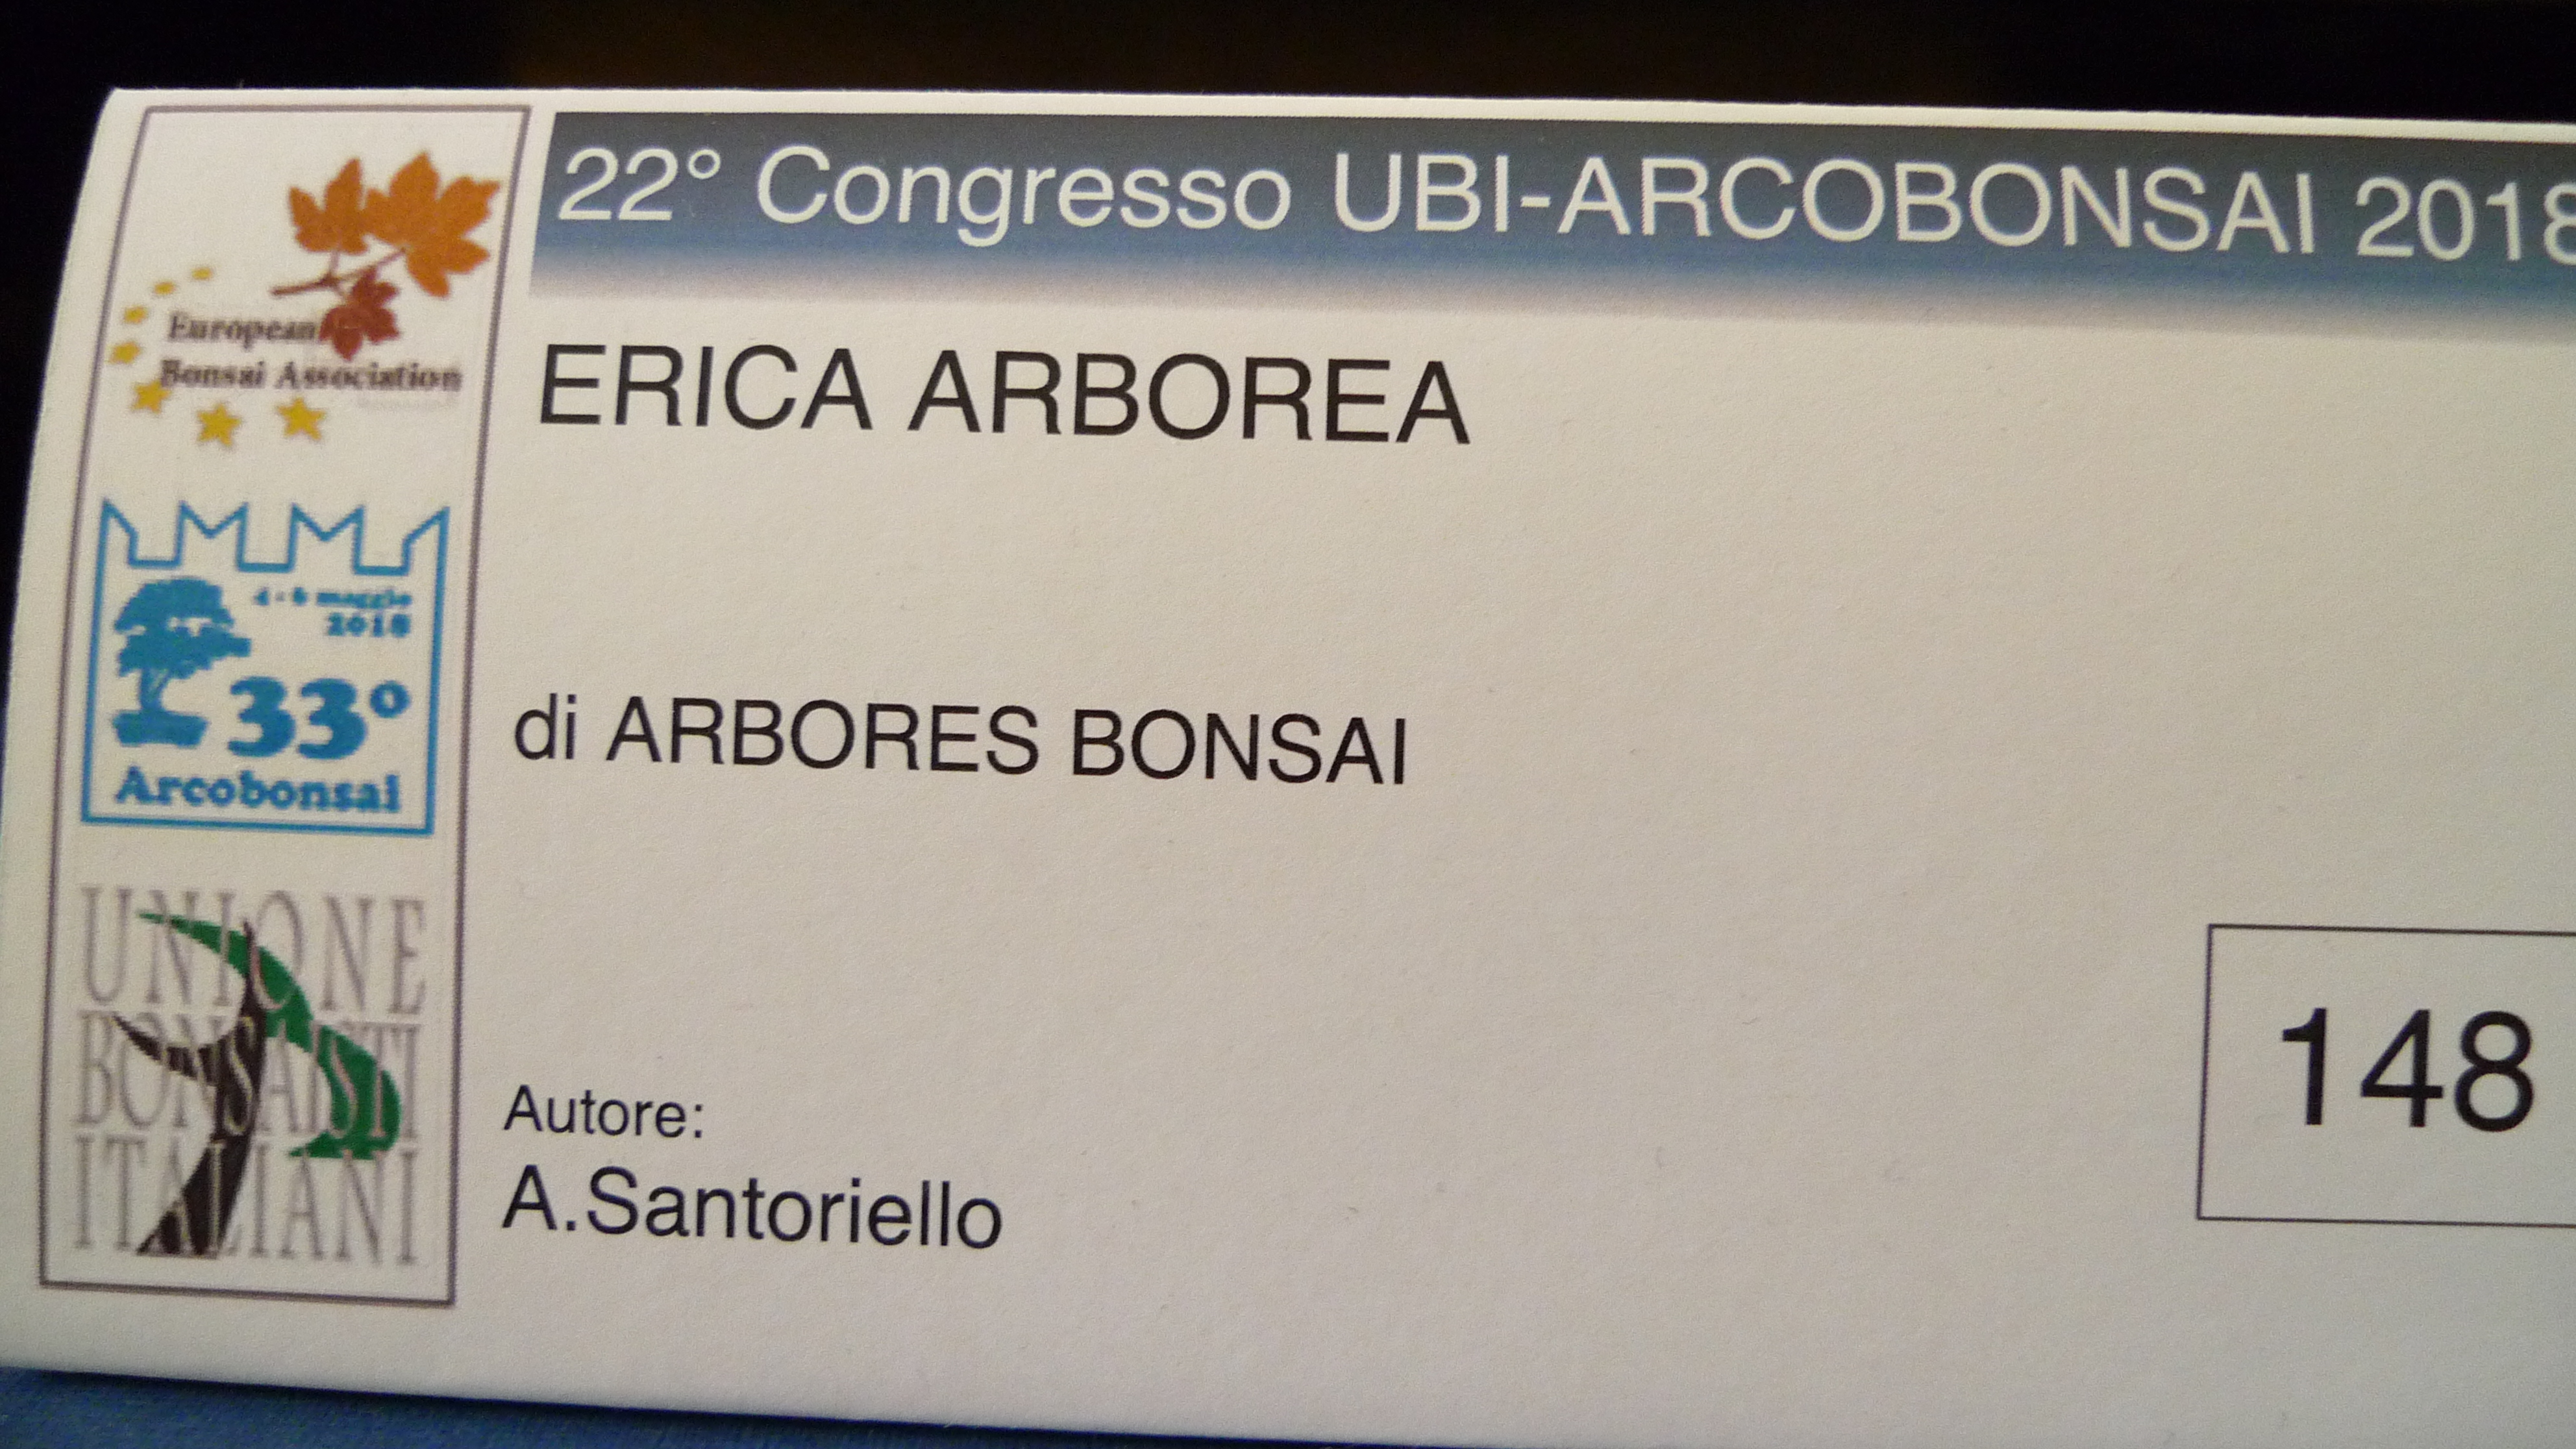 22° Congresso UBI-ARCOBONSAI 2018
European
Bonsai Association
ERICA ARBOREA
4 - 6 maggio
2018
33°
Arcobonsai
di ARBORES BONSAI
UNIONE
BONSAISTI
ITALIANI
148
Autore:
A.Santoriello